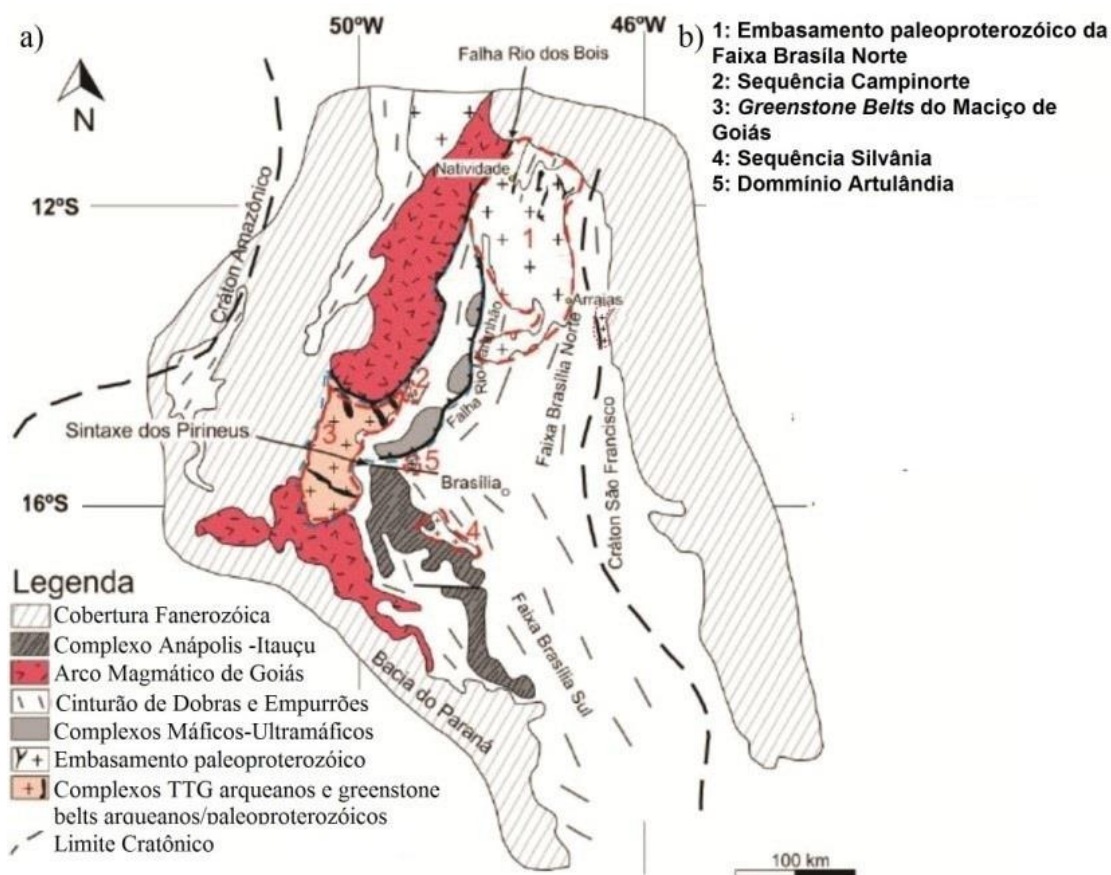 a)
50ºW
46ºW
b)
1: Embasamento paleoproterozóico da
Faixa Brasíla Norte
2: Sequência Campinorte
3: Greenstone Belts do Maciço de
Goiás
4: Sequência Silvânia
5: Dommínio Artulândia
N
Falha Rio dos Bois
Natividade
12ºS
Cráton Amazônico
1
Arraias
Falha Rio Maranhão
Faixa Brasília Norte
2
3
Sintaxe dos Pirineus
5
Brasília
Cráton São Francisco
16ºS
4
Faixa Brasília Sul
Bacia do Paraná
Legenda
Cobertura Fanerozóica
Complexo Anápolis -Itauçu
Arco Magmático de Goiás
Cinturão de Dobras e Empurrões
Complexos Máficos-Ultramáficos
Embasamento paleoproterozóico
Complexos TTG arqueanos e greenstone
belts arqueanos/paleoproterozóicos
Limite Cratônico
100 km